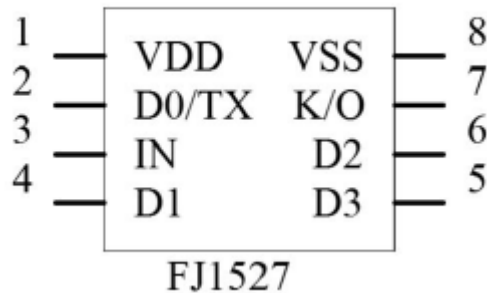 1 VDD VSS 8
2 D0/TX K/O 7
3 IN D2 6
4 D1 D3 5
FJ1527